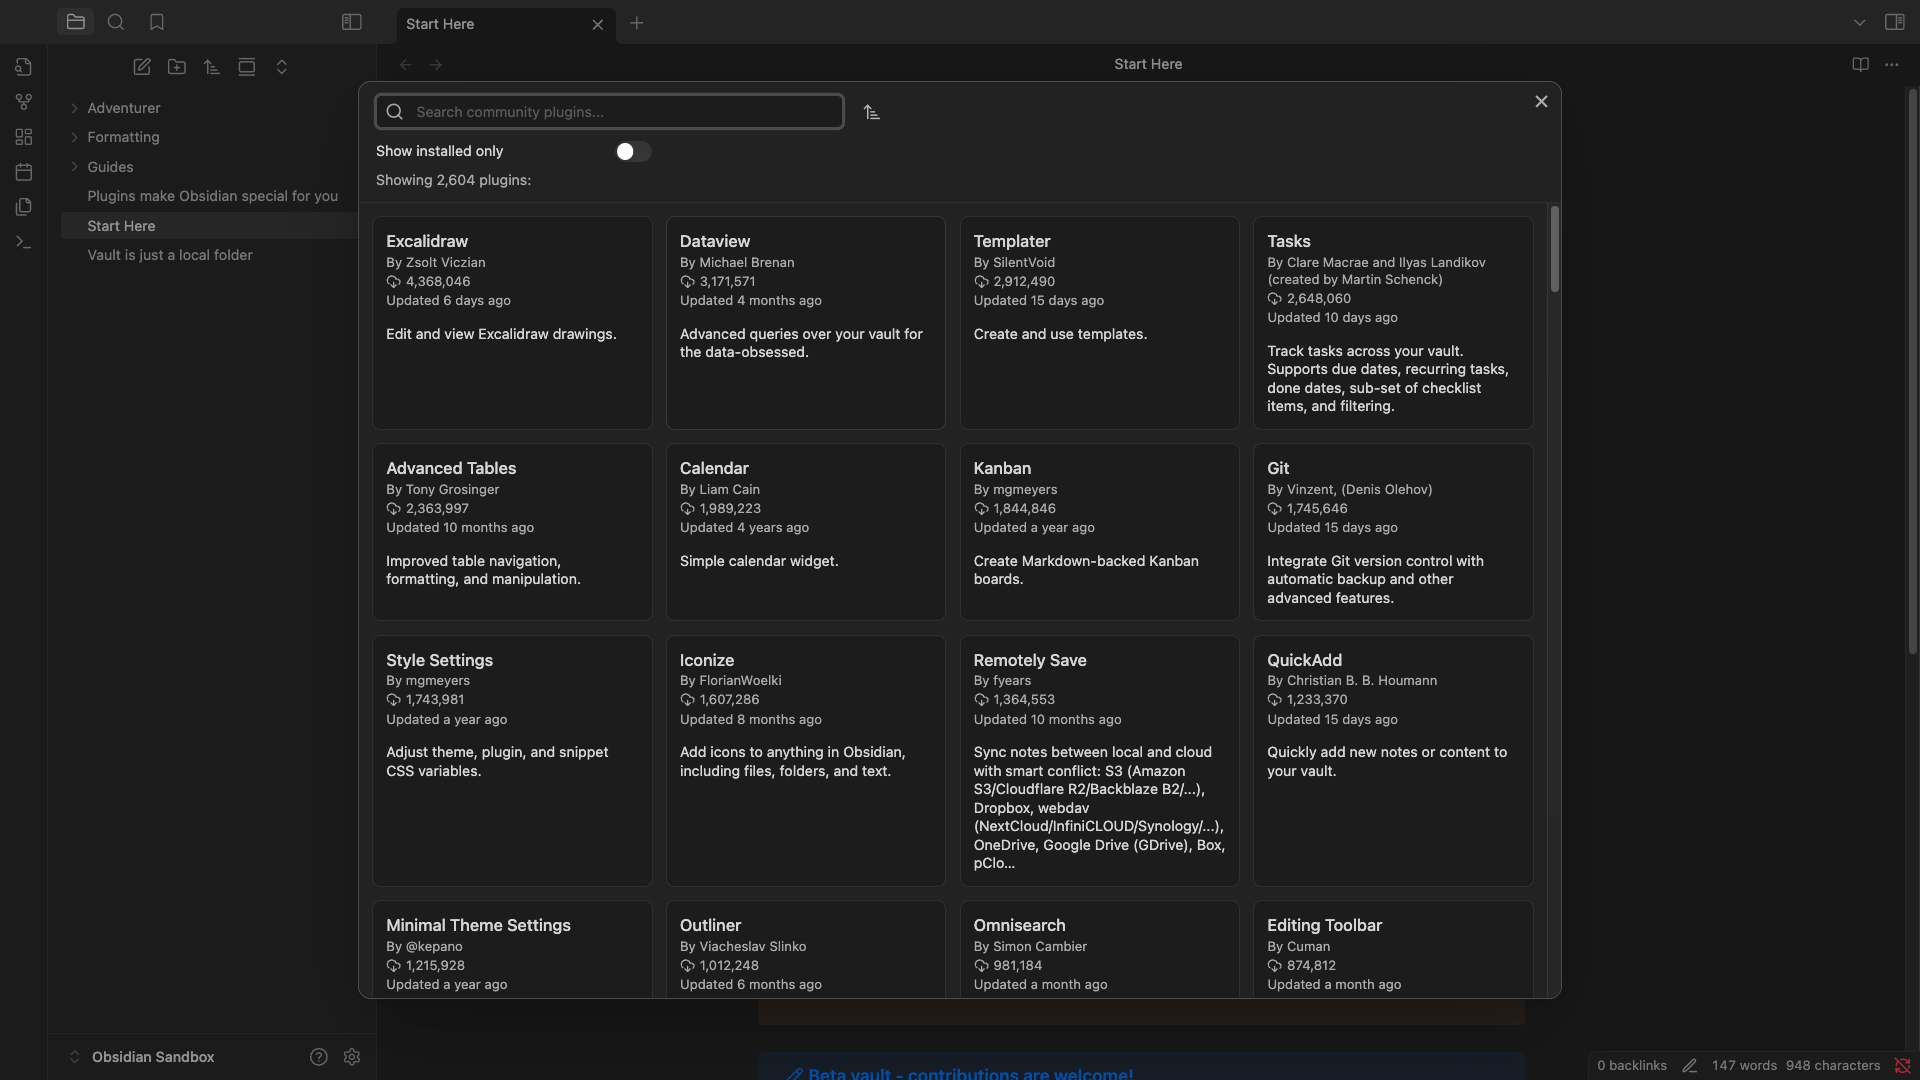 Start Here
Start Here
Adventurer
Formatting
Guides
Plugins make Obsidian special for you
Start Here
Vault is just a local folder
Search community plugins...
Show installed only
Showing 2,604 plugins:
Excalidraw
By Zsolt Viczian
4,368,046
Updated 6 days ago
Edit and view Excalidraw drawings.
Dataview
By Michael Brenan
3,171,571
Updated 4 months ago
Advanced queries over your vault for
the data-obsessed.
Templater
By SilentVoid
2,912,490
Updated 15 days ago
Create and use templates.
Tasks
By Clare Macrae and Ilyas Landikov
(created by Martin Schenck)
2,648,060
Updated 10 days ago
Track tasks across your vault.
Supports due dates, recurring tasks,
done dates, sub-set of checklist
items, and filtering.
Advanced Tables
By Tony Grosinger
2,363,997
Updated 10 months ago
Improved table navigation,
formatting, and manipulation.
Calendar
By Liam Cain
1,989,223
Updated 4 years ago
Simple calendar widget.
Kanban
By mgmeyers
1,844,846
Updated a year ago
Create Markdown-backed Kanban
boards.
Git
By Vinzent, (Denis Olehov)
1,745,646
Updated 15 days ago
Integrate Git version control with
automatic backup and other
advanced features.
Style Settings
By mgmeyers
1,743,981
Updated a year ago
Adjust theme, plugin, and snippet
CSS variables.
Iconize
By FlorianWoelki
1,607,286
Updated 8 months ago
Add icons to anything in Obsidian,
including files, folders, and text.
Remotely Save
By fyears
1,364,553
Updated 10 months ago
Sync notes between local and cloud
with smart conflict: S3 (Amazon
S3/Cloudflare R2/Backblaze B2/...),
Dropbox, webdav
(NextCloud/InfiniCLOUD/Synology/...),
OneDrive, Google Drive (GDrive), Box,
pClo...
QuickAdd
By Christian B. B. Houmann
1,233,370
Updated 15 days ago
Quickly add new notes or content to
your vault.
Minimal Theme Settings
By @kepano
1,215,928
Updated a year ago
Outliner
By Viacheslav Slinko
1,012,248
Updated 6 months ago
Omnisearch
By Simon Cambier
981,184
Updated a month ago
Editing Toolbar
By Cuman
874,812
Updated a month ago
Obsidian Sandbox
Beta vault - contributions are welcome!
0 backlinks
147 words
948 characters